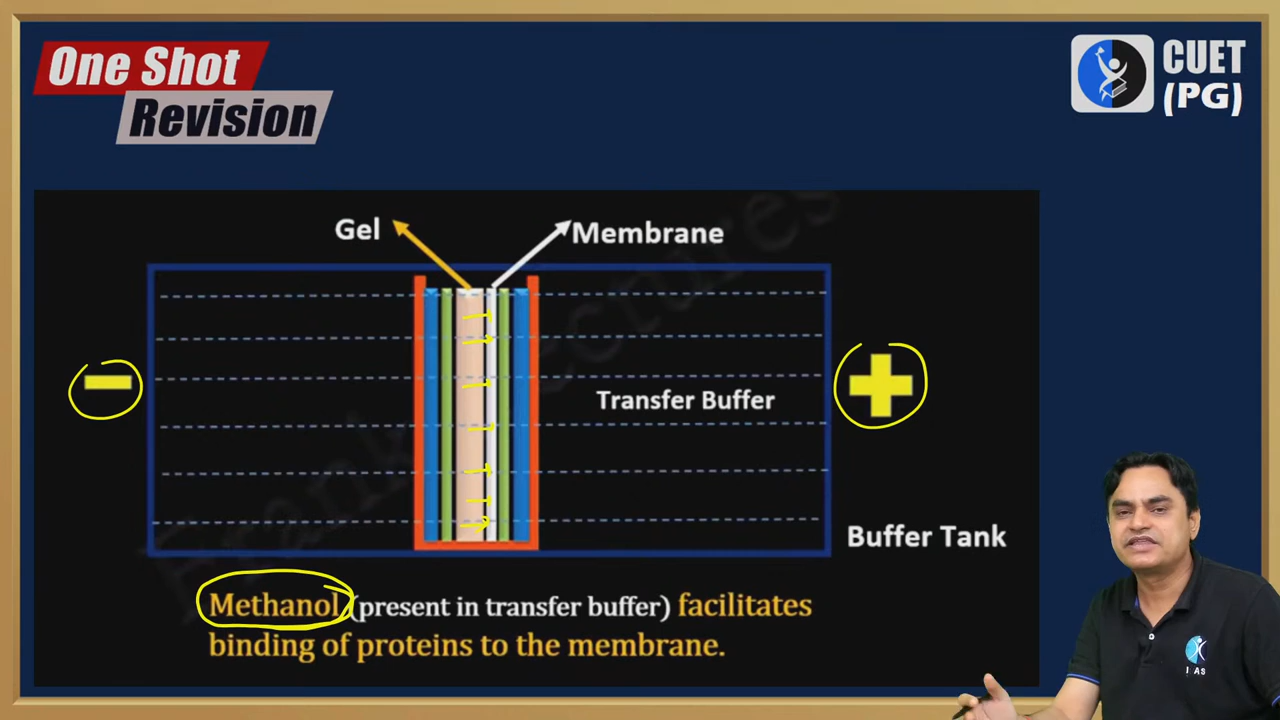 One Shot
Revision
CUET
(PG)
Gel
Membrane
Transfer Buffer
Buffer Tank
Methanol (present in transfer buffer) facilitates
binding of proteins to the membrane.